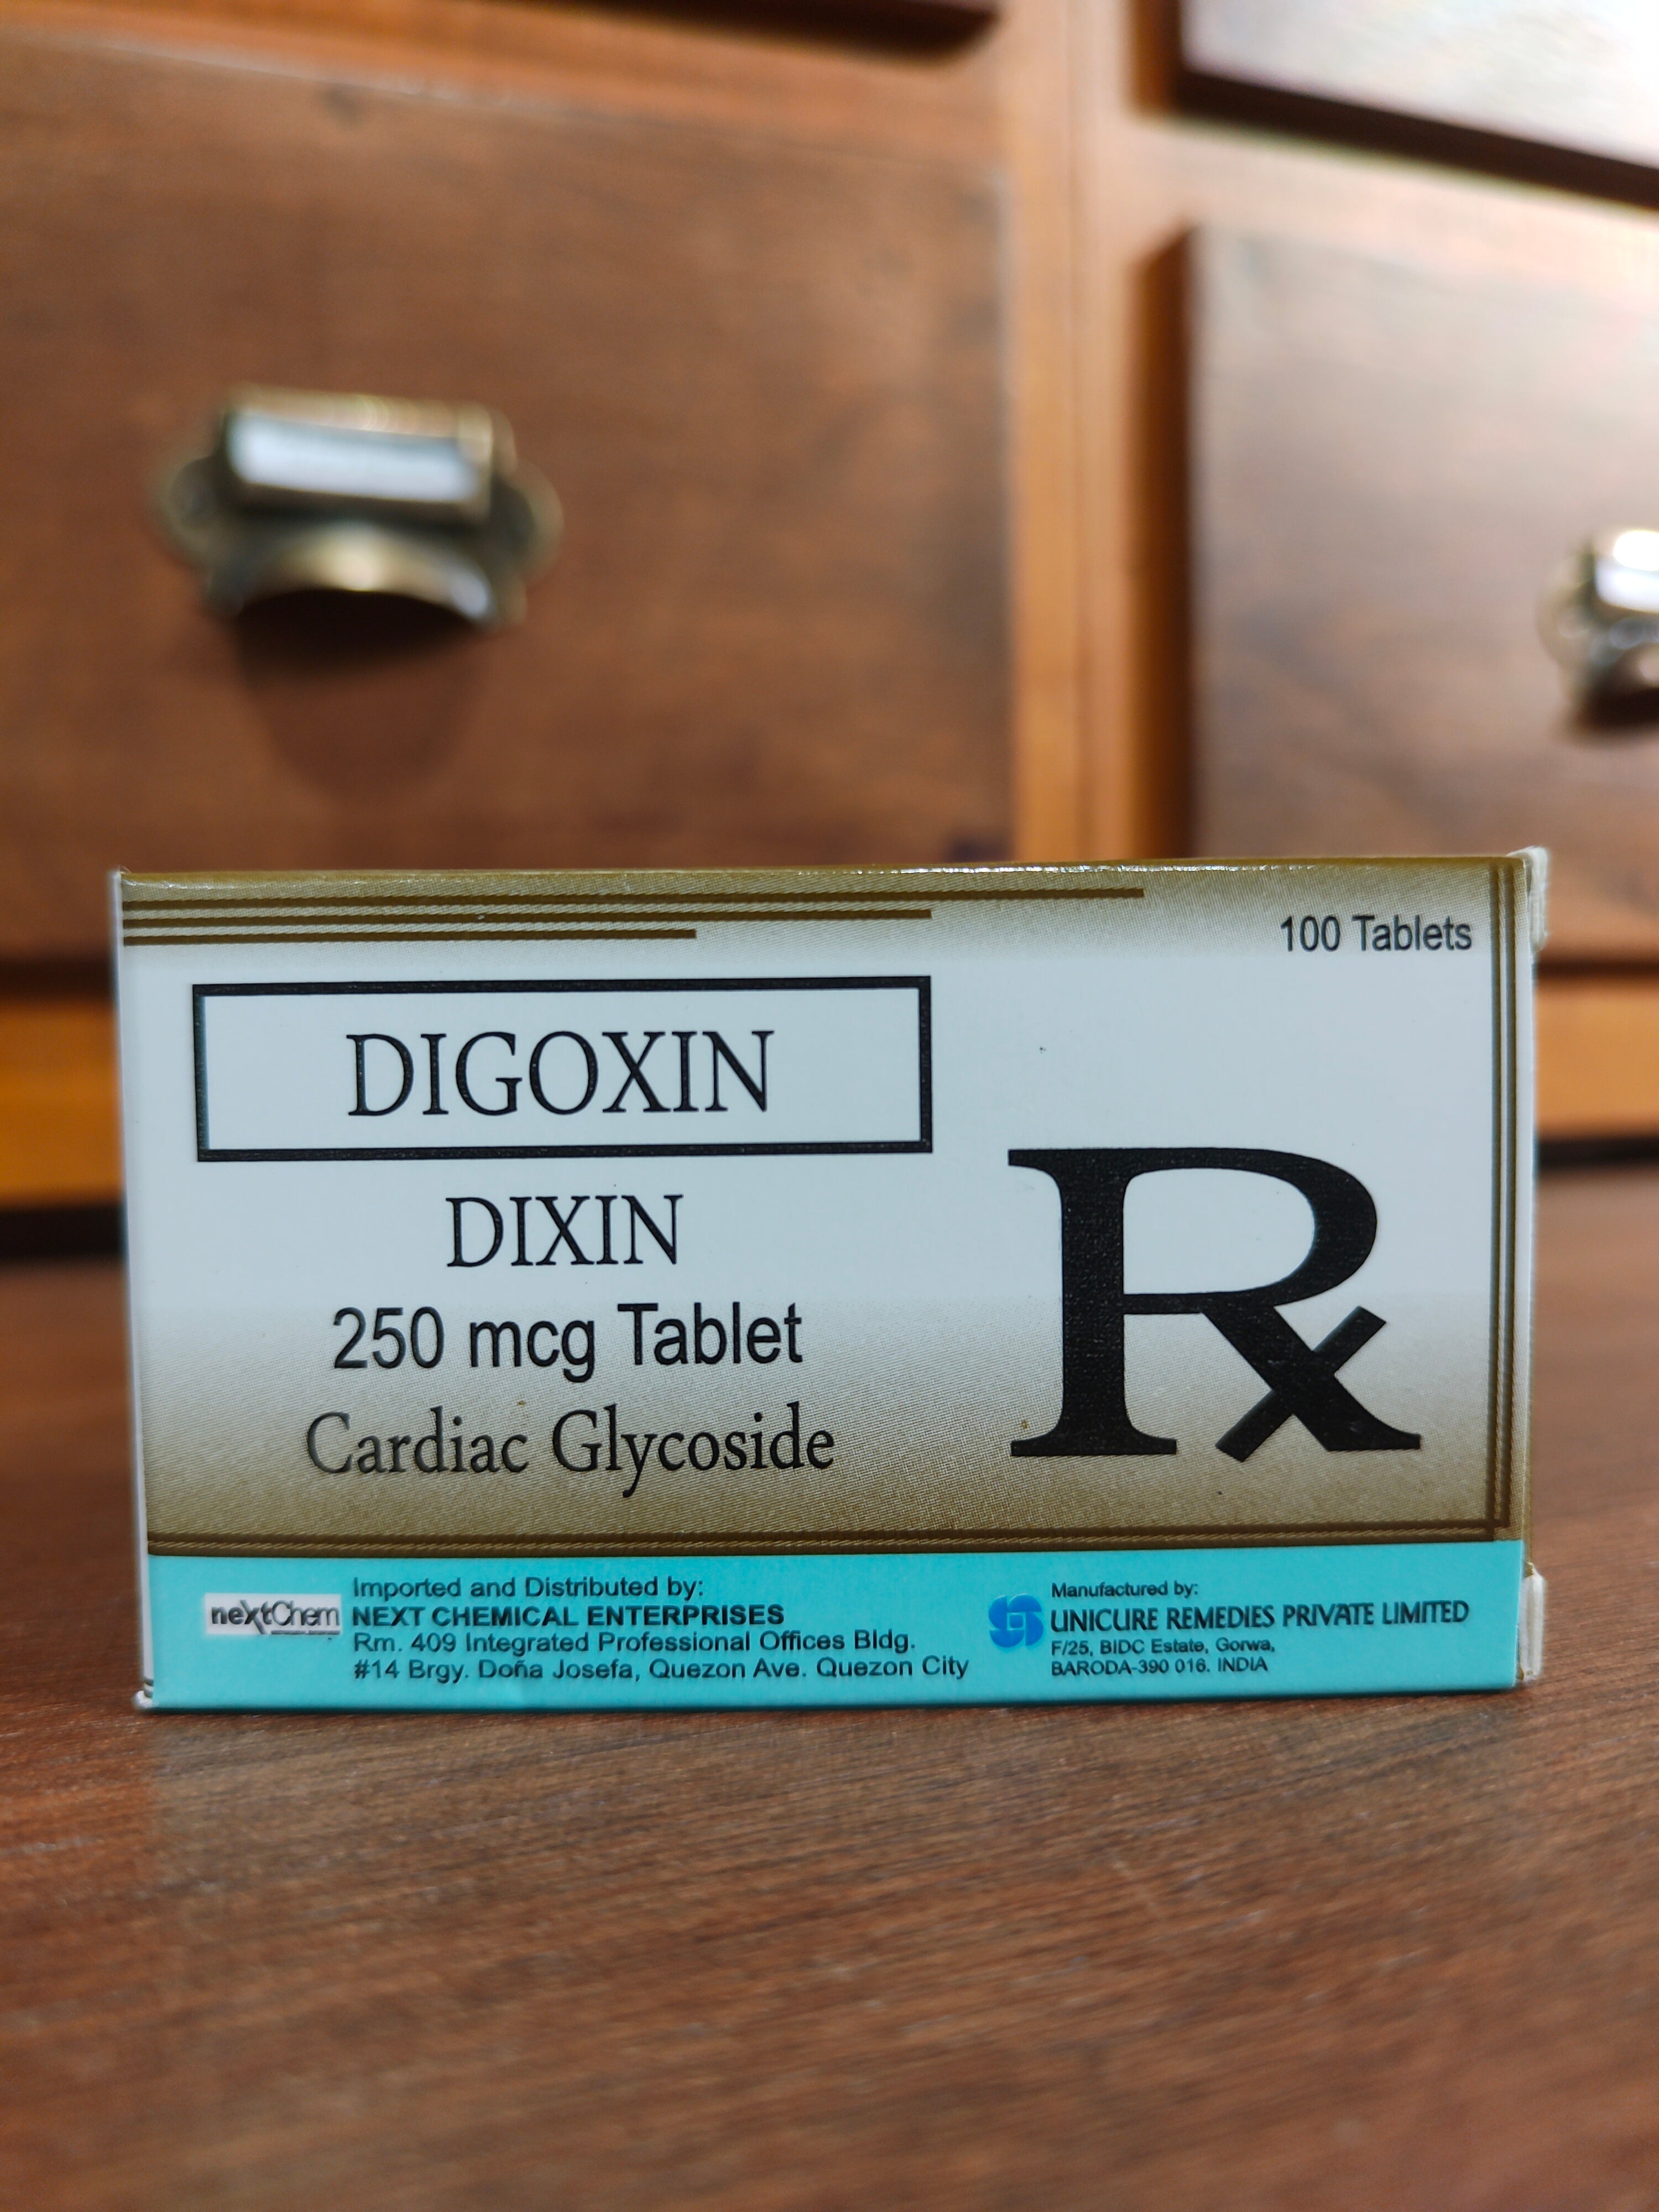 100 Tablets
DIGOXIN
DIXIN
250 mcg Tablet
Cardiac Glycoside
Rx
nextChem
Imported and Distributed by:
NEXT CHEMICAL ENTERPRISES
Rm. 409 Integrated Professional Offices Bldg.
#14 Brgy. Doña Josefa, Quezon Ave. Quezon City
Manufactured by:
UNICURE REMEDIES PRIVATE LIMITED
F/25, BIDC Estate, Gorwa,
BARODA-390 016. INDIA